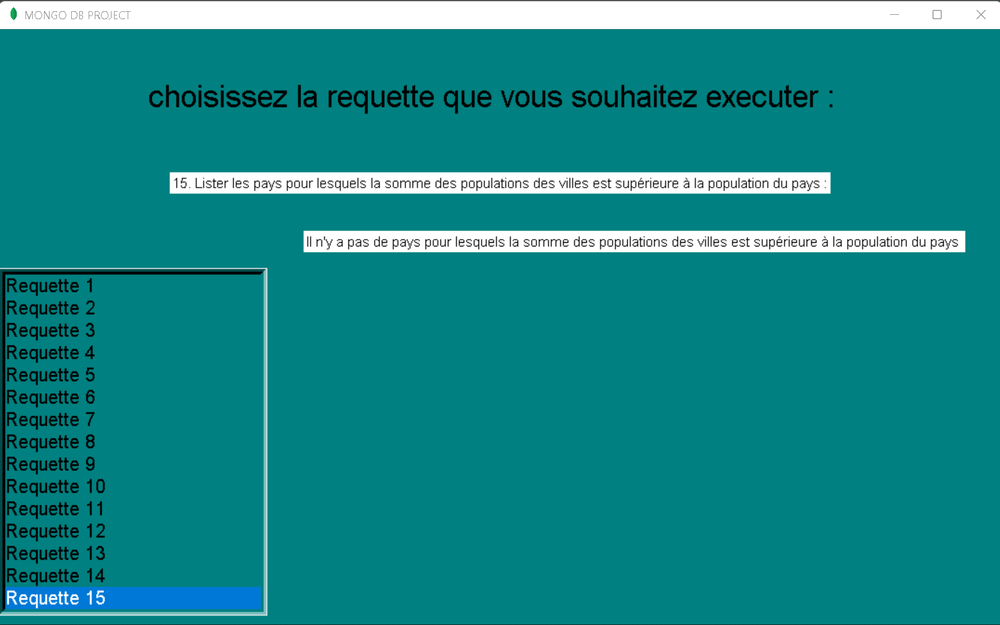 MONGO DB PROJECT
choisissez la requette que vous souhaitez executer :
15. Lister les pays pour lesquels la somme des populations des villes est supérieure à la population du pays :
Il n'y a pas de pays pour lesquels la somme des populations des villes est supérieure à la population du pays
Requette 1
Requette 2
Requette 3
Requette 4
Requette 5
Requette 6
Requette 7
Requette 8
Requette 9
Requette 10
Requette 11
Requette 12
Requette 13
Requette 14
Requette 15